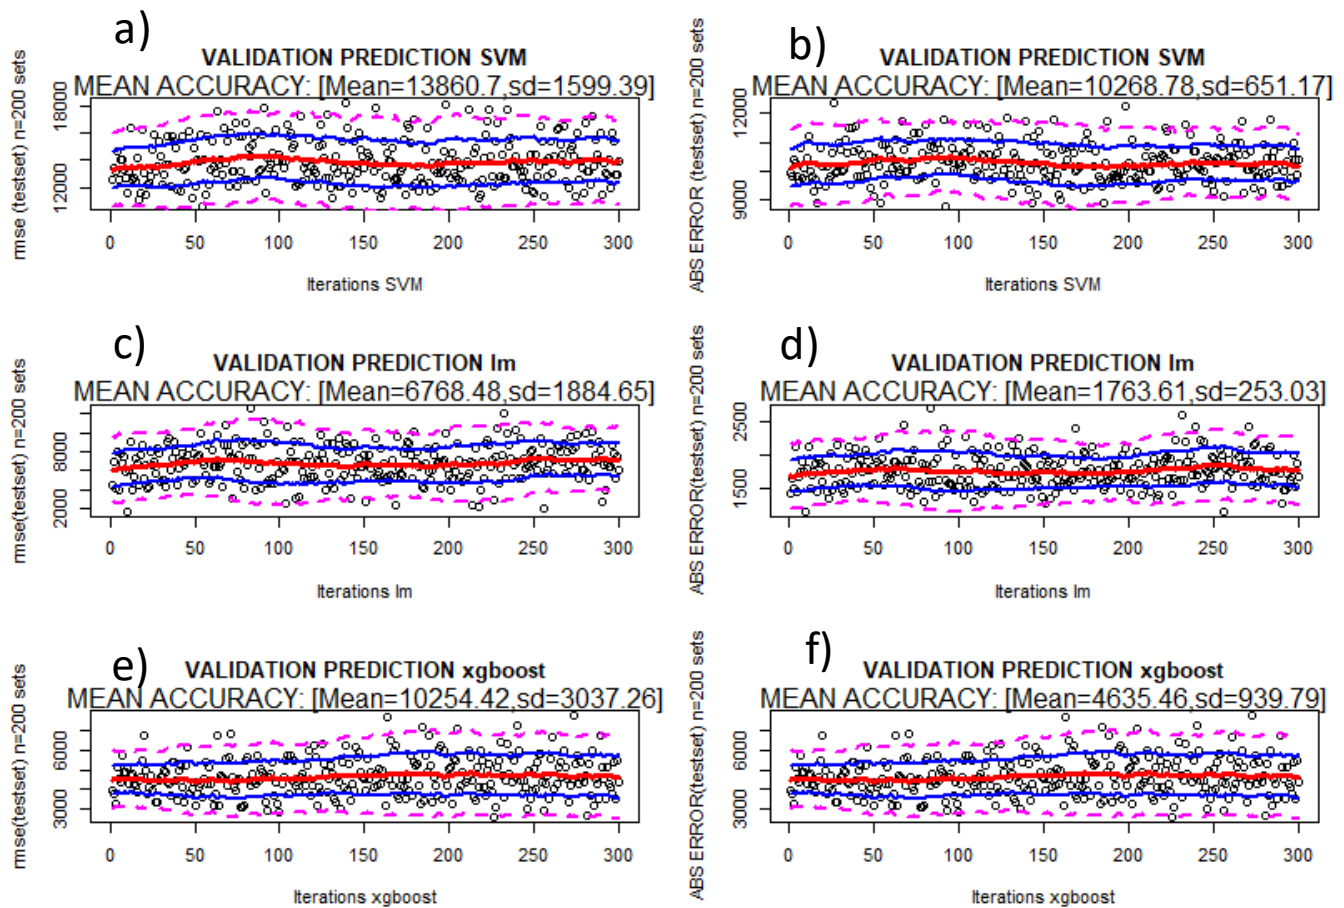 a)
VALIDATION PREDICTION SVM
MEAN ACCURACY: [Mean=13860.7,sd=1599.39]
rmse (testset) n=200 sets
18000
12000
0 50 100 150 200 250 300
Iterations SVM
b)
VALIDATION PREDICTION SVM
MEAN ACCURACY: [Mean=10268.78,sd=651.17]
ABS ERROR (testset) n=200 sets
12000
9000
0 50 100 150 200 250 300
Iterations SVM
c)
VALIDATION PREDICTION lm
MEAN ACCURACY: [Mean=6768.48,sd=1884.65]
rmse(testset) n=200 sets
8000
2000
0 50 100 150 200 250 300
Iterations lm
d)
VALIDATION PREDICTION lm
MEAN ACCURACY: [Mean=1763.61,sd=253.03]
ABS ERROR(testset) n=200 sets
2500
1500
0 50 100 150 200 250 300
Iterations lm
e)
VALIDATION PREDICTION xgboost
MEAN ACCURACY: [Mean=10254.42,sd=3037.26]
rmse(testset) n=200 sets
6000
3000
0 50 100 150 200 250 300
Iterations xgboost
f)
VALIDATION PREDICTION xgboost
MEAN ACCURACY: [Mean=4635.46,sd=939.79]
ABS ERROR(testset) n=200 sets
6000
3000
0 50 100 150 200 250 300
Iterations xgboost